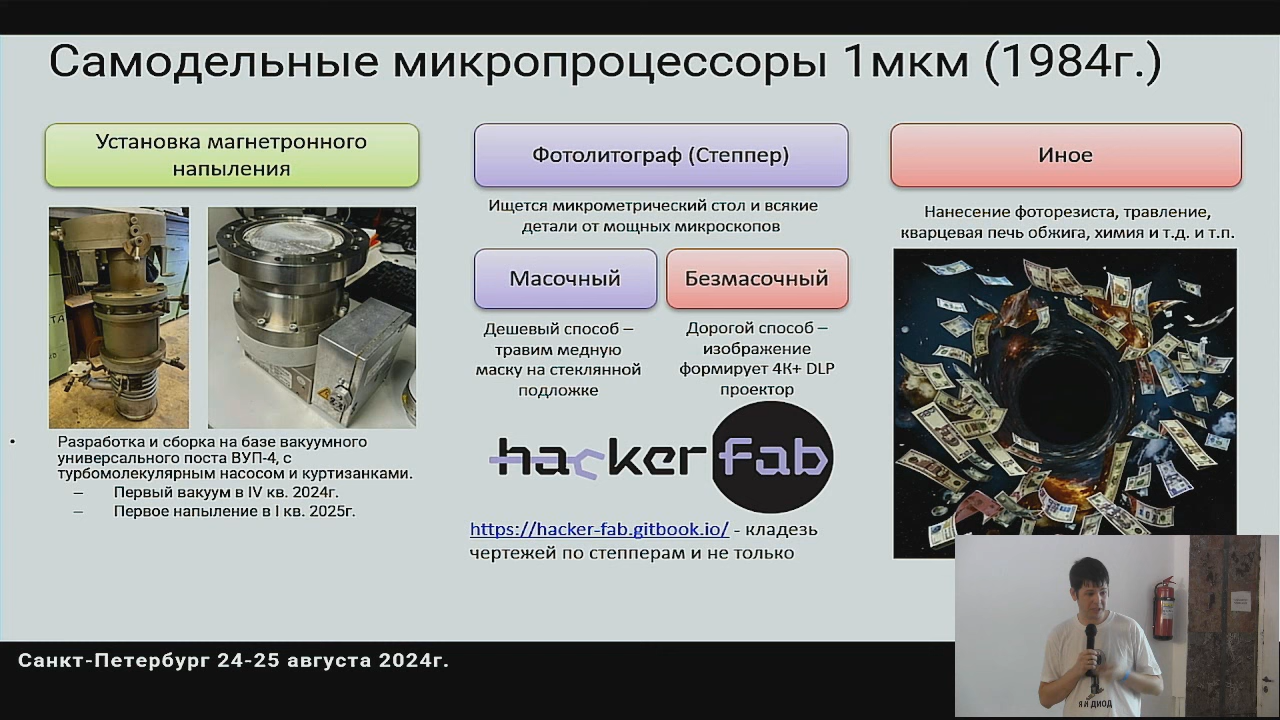 Самодельные микропроцессоры 1мкм (1984г.)
Установка магнетронного
напыления
• Разработка и сборка на базе вакуумного
универсального поста ВУП-4, с
турбомолекулярным насосом и куртизанками.
– Первый вакуум в IV кв. 2024г.
– Первое напыление в I кв. 2025г.
Фотолитограф (Степпер)
Ищется микрометрический стол и всякие
детали от мощных микроскопов
Масочный
Дешевый способ –
травим медную
маску на стеклянной
подложке
Безмасочный
Дорогой способ –
изображение
формирует 4К+ DLP
проектор
hacker fab
https://hacker-fab.gitbook.io/ - кладезь
чертежей по степперам и не только
Иное
Нанесение фоторезиста, травление,
кварцевая печь обжига, химия и т.д. и т.п.
Санкт-Петербург 24-25 августа 2024г.